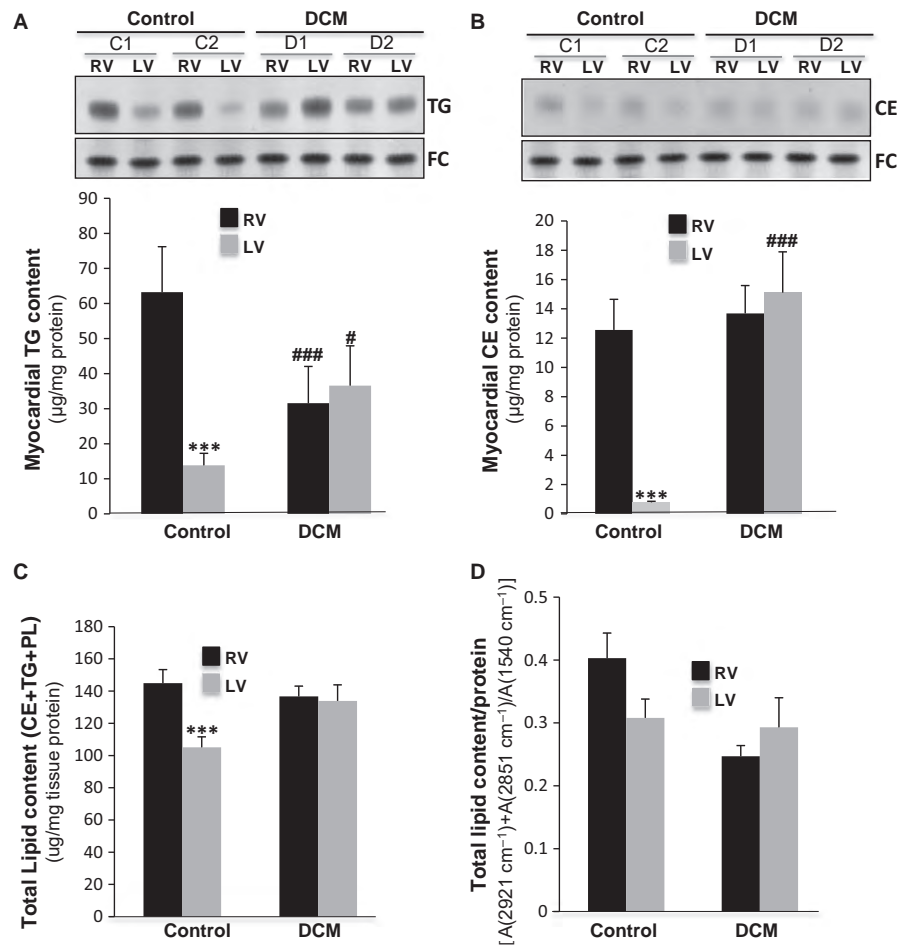 A
Control DCM
C1 C2 D1 D2
RV LV RV LV RV LV RV LV
TG
FC
Myocardial TG content
(µg/mg protein)
90
80
70
60
50
40
30
20
10
0
RV
LV
***
###
#
Control DCM
B
Control DCM
C1 C2 D1 D2
RV LV RV LV RV LV RV LV
CE
FC
Myocardial CE content
(µg/mg protein)
20
18
16
14
12
10
8
6
4
2
0
RV
LV
***
###
Control DCM
C
Total Lipid content (CE+TG+PL)
(ug/mg tissue protein)
180
160
140
120
100
80
60
40
20
0
RV
LV
***
Control DCM
D
Total lipid content/protein
[A(2921 cm⁻¹)+A(2851 cm⁻¹)/A(1540 cm⁻¹)]
0.5
0.4
0.3
0.2
0.1
0
RV
LV
Control DCM